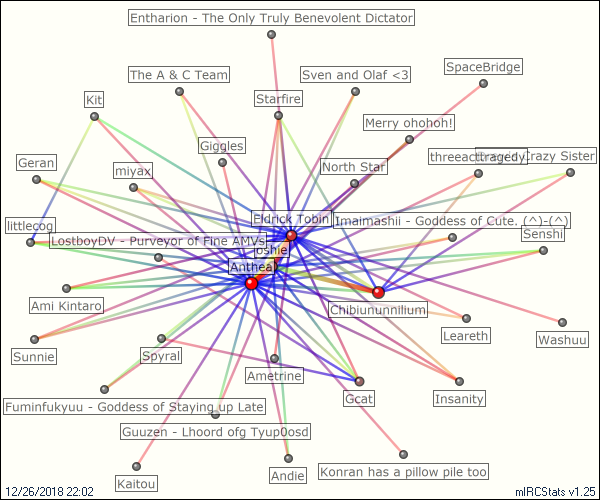 Entharion - The Only Truly Benevolent Dictator
The A & C Team
Sven and Olaf <3
SpaceBridge
Kit
Starfire
Merry ohohoh!
Giggles
threeacttragedy
Crazy Sister
Geran
miyax
North Star
littlecog
Eldrick Tobin
Imaimashii - Goddess of Cute. (^)-(^)
Senshi
LostboyDV - Purveyor of Fine AMVs
oshie
Anthea
Ami Kintaro
Chibiununnilium
Leareth
Washuu
Sunnie
Spyral
Ametrine
Gcat
Insanity
Fuminfukyuu - Goddess of Staying up Late
Guuzen - Lhoord ofg Tyup0osd
Kaitou
Andie
Konran has a pillow pile too
12/26/2018 22:02
mIRCStats v1.25